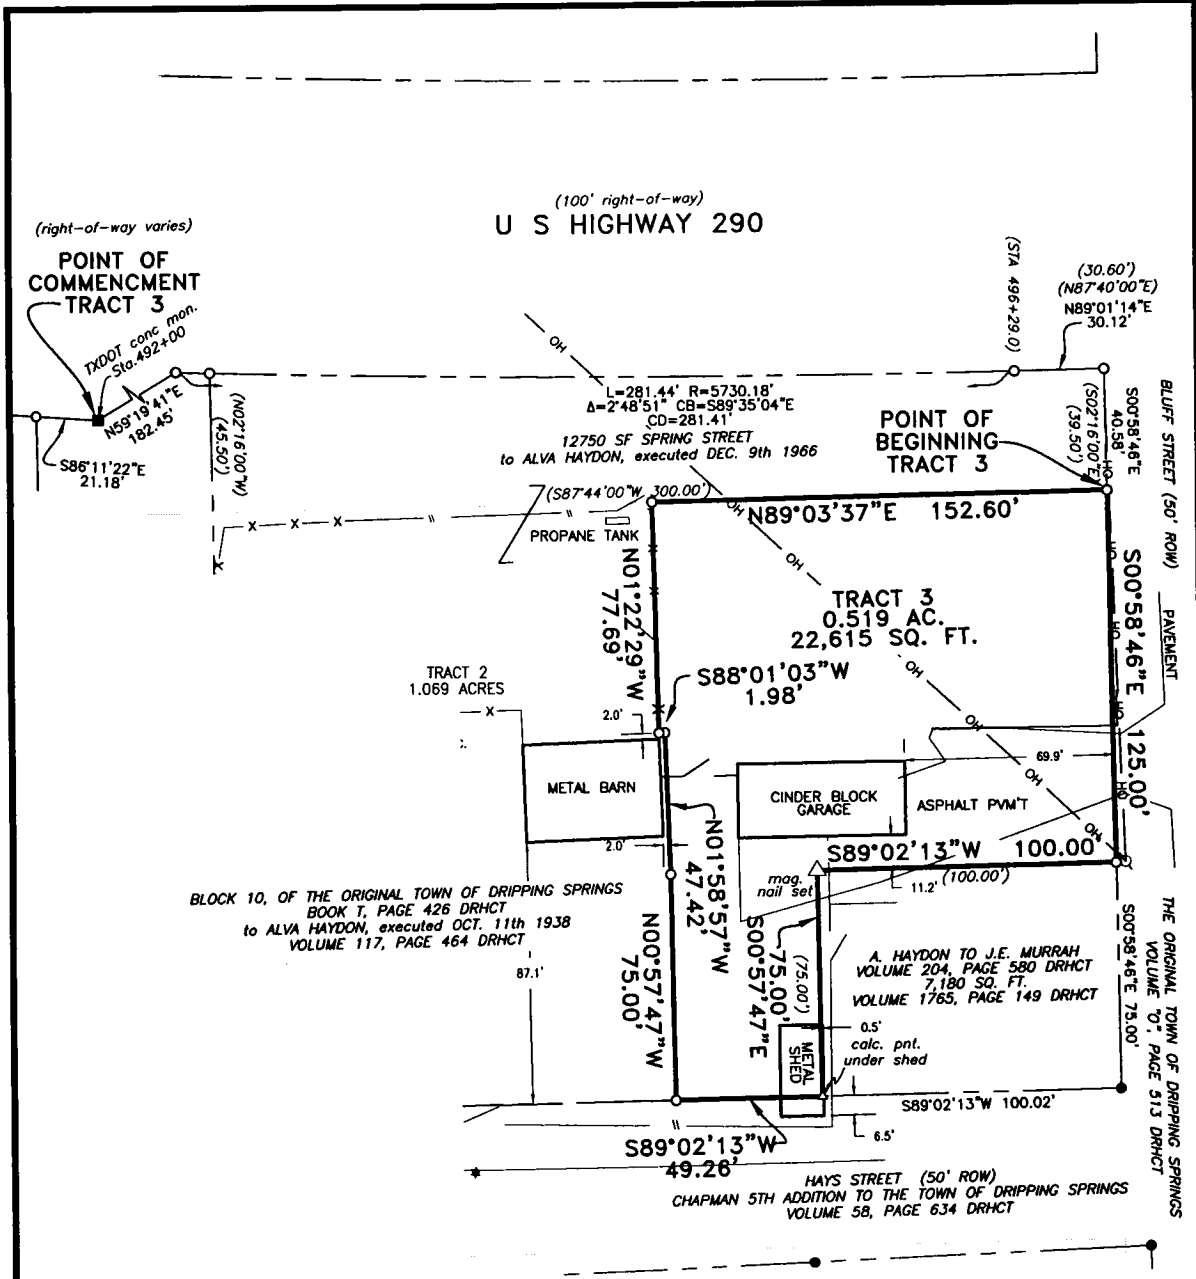 (100' right-of-way)
U S HIGHWAY 290
(right-of-way varies)
POINT OF
COMMENCMENT
TRACT 3
TXDOT conc mon.
Sta.492+00
N59°19'41"E
182.45'
S86°11'22"E
21.18'
(N02°16'00"W)
(45.50')
(STA 496+29.0)
(30.60')
(N87°40'00"E)
N89°01'14"E
30.12'
OH
L=281.44' R=5730.18'
Δ=2°48'51" CB=S89°35'04"E
CD=281.41'
12750 SF SPRING STREET
to ALVA HAYDON, executed DEC. 9th 1966
POINT OF
BEGINNING
TRACT 3
S00°58'46"E
40.58'
(S02°16'00"E)
(39.50')
BLUFF STREET (50' ROW)
OH
(S87°44'00"W 300.00')
OH
N89°03'37"E 152.60'
X X X
PROPANE TANK
X
OH
OH
N01°22'29"W
77.69'
TRACT 3
0.519 AC.
22,615 SQ. FT.
S00°58'46"E 125.00'
PAVEMENT
OH
OH
TRACT 2
1.069 ACRES
X
S88°01'03"W
1.98'
2.0'
OH
OH
69.9'
OH
METAL BARN
CINDER BLOCK
GARAGE
ASPHALT PVM'T
OH
OH
2.0'
S89°02'13"W 100.00'
(100.00')
11.2'
mag.
nail set
N01°58'57"W
47.42'
BLOCK 10, OF THE ORIGINAL TOWN OF DRIPPING SPRINGS
BOOK T, PAGE 426 DRHCT
to ALVA HAYDON, executed OCT. 11th 1938
VOLUME 117, PAGE 464 DRHCT
87.1'
N00°57'47"W
75.00'
S00°57'47"E
75.00'
(75.00')
A. HAYDON TO J.E. MURRAH
VOLUME 204, PAGE 580 DRHCT
7,180 SQ. FT.
VOLUME 1765, PAGE 149 DRHCT
S00°58'46"E 75.00'
THE ORIGINAL TOWN OF DRIPPING SPRINGS
VOLUME "O", PAGE 513 DRHCT
METAL
SHED
0.5'
calc. pnt.
under shed
S89°02'13"W 100.02'
6.5'
S89°02'13"W
49.26'
HAYS STREET (50' ROW)
CHAPMAN 5TH ADDITION TO THE TOWN OF DRIPPING SPRINGS
VOLUME 58, PAGE 634 DRHCT